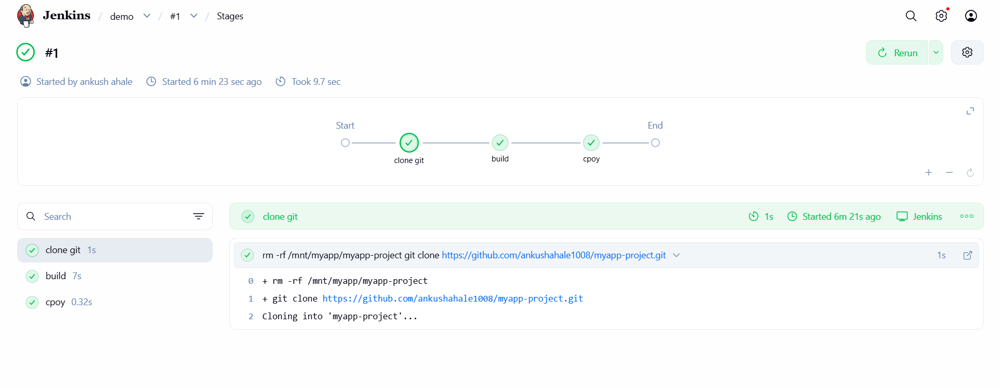 Jenkins / demo / #1 / Stages
#1
Rerun
Started by ankush ahale Started 6 min 23 sec ago Took 9.7 sec
Start End
clone git build cpoy
Search
clone git 1s
build 7s
cpoy 0.32s
clone git 1s Started 6m 21s ago Jenkins
rm -rf /mnt/myapp/myapp-project git clone https://github.com/ankushahale1008/myapp-project.git 1s
0 + rm -rf /mnt/myapp/myapp-project
1 + git clone https://github.com/ankushahale1008/myapp-project.git
2 Cloning into 'myapp-project'...